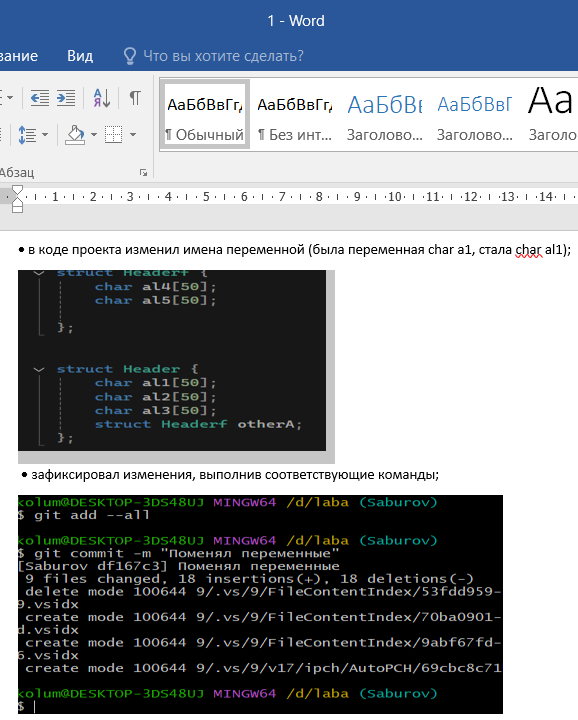 1 - Word
вание Вид Что вы хотите сделать?
АаБбВвГг, АаБбВвГг, АаБбВв АаБбВвГ Аа
¶ Обычный ¶ Без инт... Заголово... Заголово... Заголо
Абзац
1 2 3 4 5 6 7 8 9 10 11 12 13 14
• в коде проекта изменил имена переменной (была переменная char a1, стала char al1);
struct Headerf {
char al4[50];
char al5[50];
};
struct Header {
char al1[50];
char al2[50];
char al3[50];
struct Headerf otherA;
};
• зафиксировал изменения, выполнив соответствующие команды;
kolum@DESKTOP-3DS48UJ MINGW64 /d/laba (Saburov)
$ git add --all
kolum@DESKTOP-3DS48UJ MINGW64 /d/laba (Saburov)
$ git commit -m "Поменял переменные"
[Saburov df167c3] Поменял переменные
9 files changed, 18 insertions(+), 18 deletions(-)
delete mode 100644 9/.vs/9/FileContentIndex/53fdd959-
9.vsidx
create mode 100644 9/.vs/9/FileContentIndex/70ba0901-
d.vsidx
create mode 100644 9/.vs/9/FileContentIndex/9abf67fd-
6.vsidx
create mode 100644 9/.vs/9/v17/ipch/AutoPCH/69cbc8c71
kolum@DESKTOP-3DS48UJ MINGW64 /d/laba (Saburov)
$